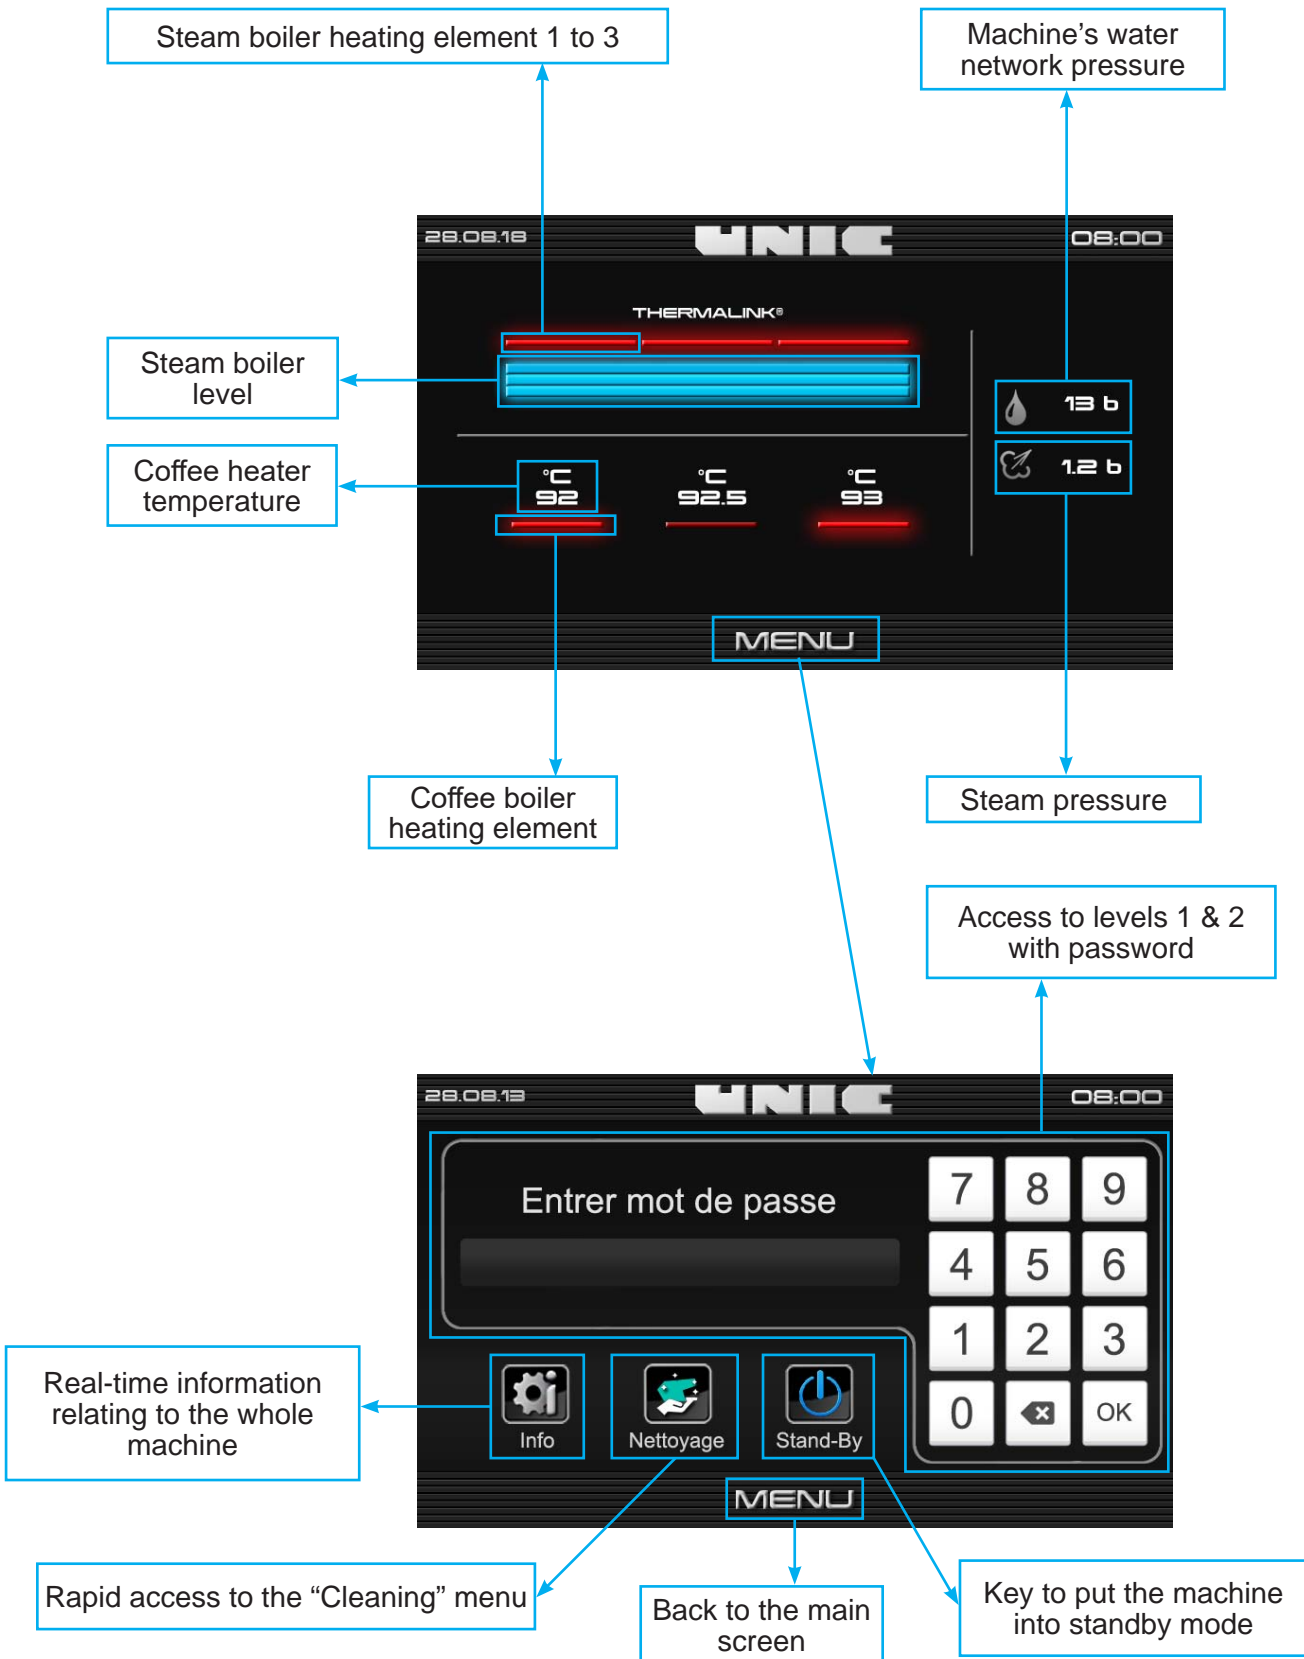 Steam boiler heating element 1 to 3
Machine’s water
network pressure
28.08.18
UNIC
08:00
THERMALINK®
Steam boiler
level
13 b
1.2 b
Coffee heater
temperature
°C
92
°C
92.5
°C
93
MENU
Coffee boiler
heating element
Steam pressure
Access to levels 1 & 2
with password
28.08.13
UNIC
08:00
Entrer mot de passe
7 8 9
4 5 6
1 2 3
0 OK
Real-time information
relating to the whole
machine
Info
Nettoyage
Stand-By
MENU
Rapid access to the “Cleaning” menu
Back to the main
screen
Key to put the machine
into standby mode